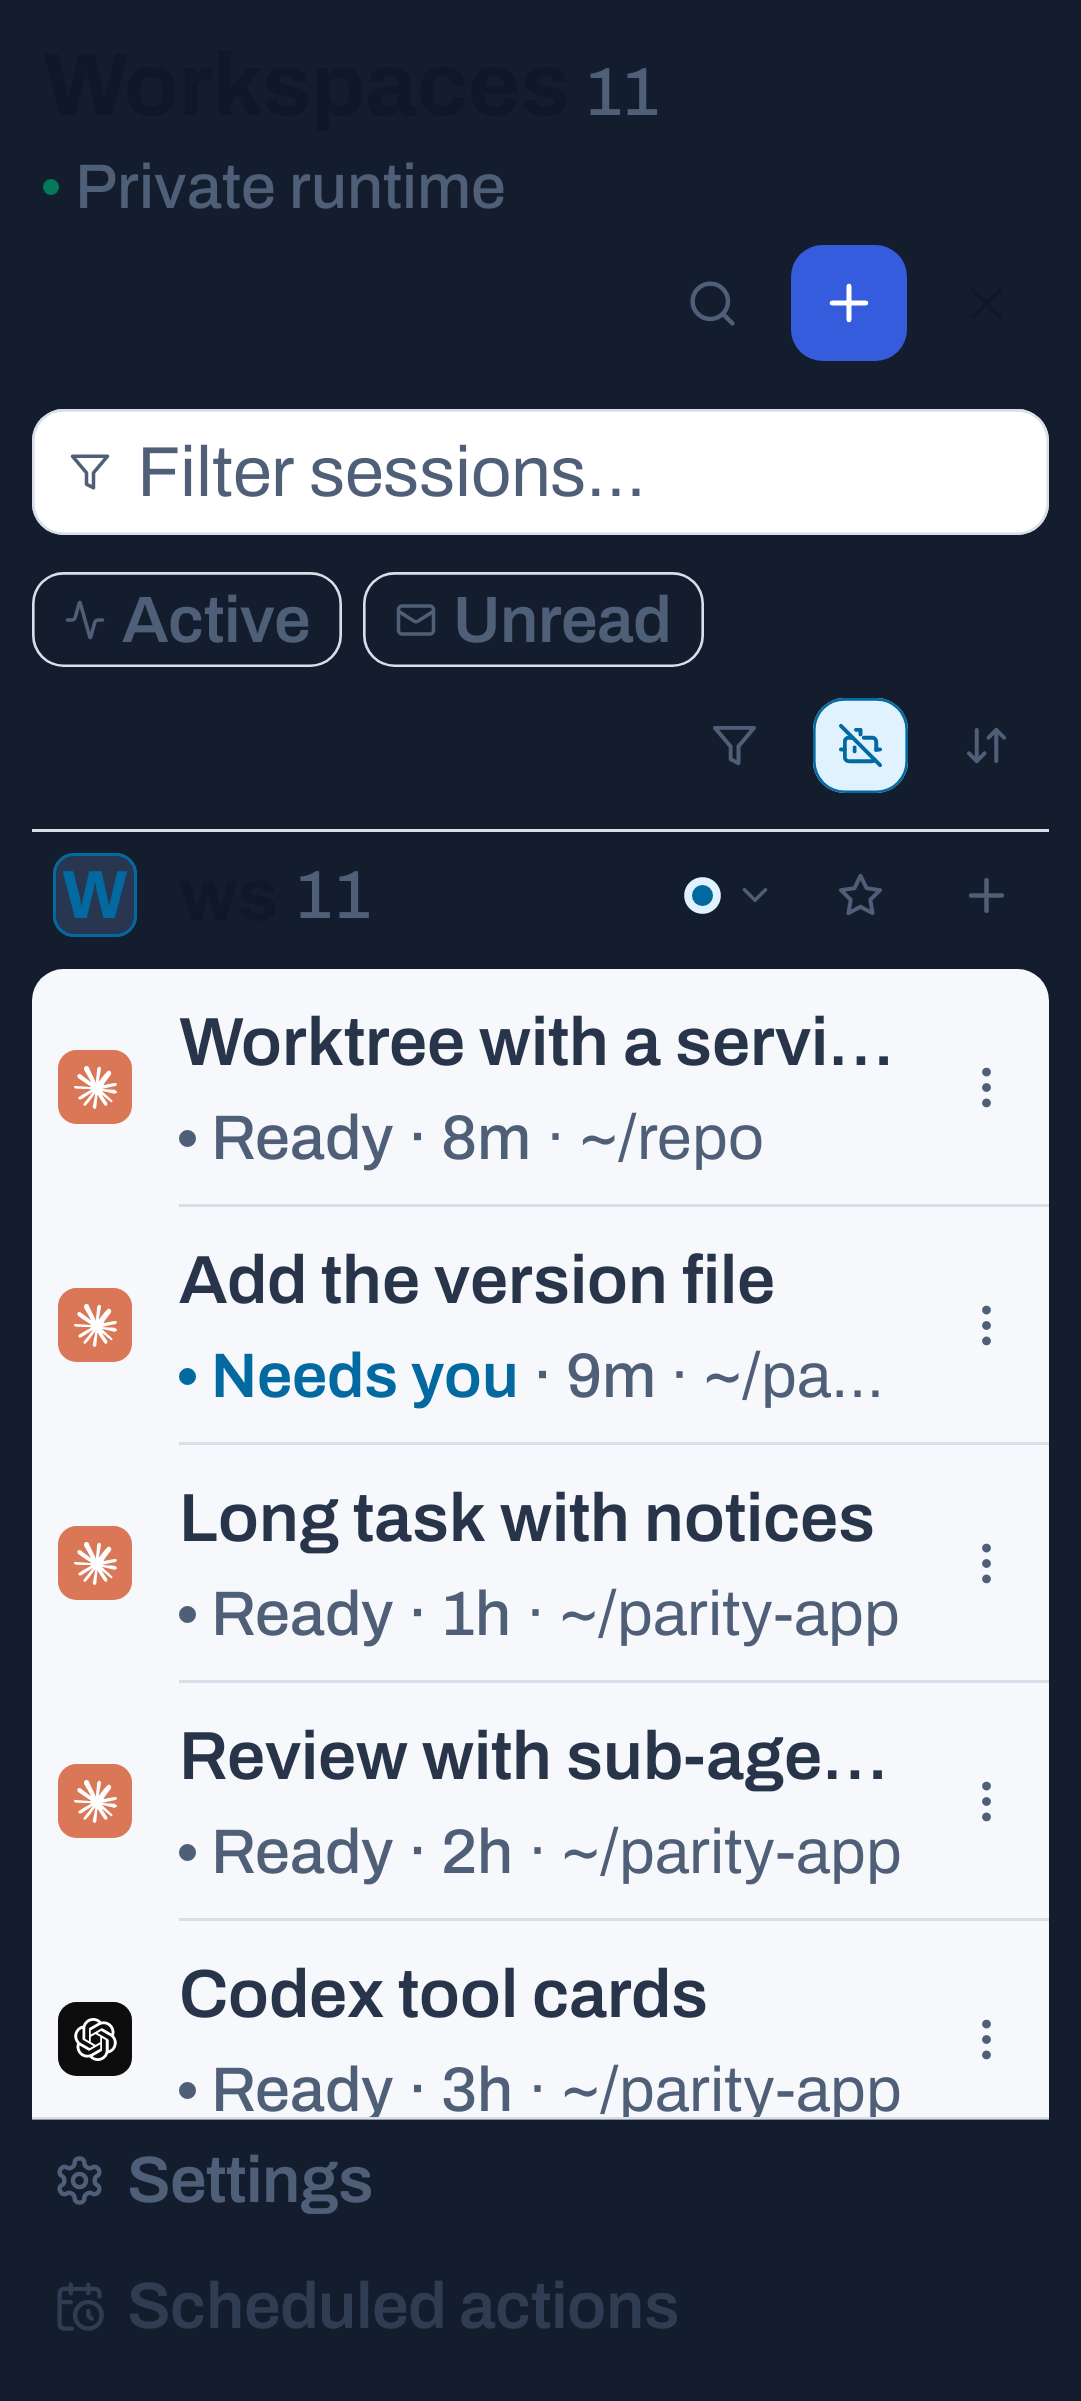 Workspaces 11
• Private runtime
Filter sessions...
Active
Unread
W ws 11
Worktree with a servi...
• Ready · 8m · ~/repo
Add the version file
• Needs you · 9m · ~/pa...
Long task with notices
• Ready · 1h · ~/parity-app
Review with sub-age...
• Ready · 2h · ~/parity-app
Codex tool cards
• Ready · 3h · ~/parity-app
Settings
Scheduled actions